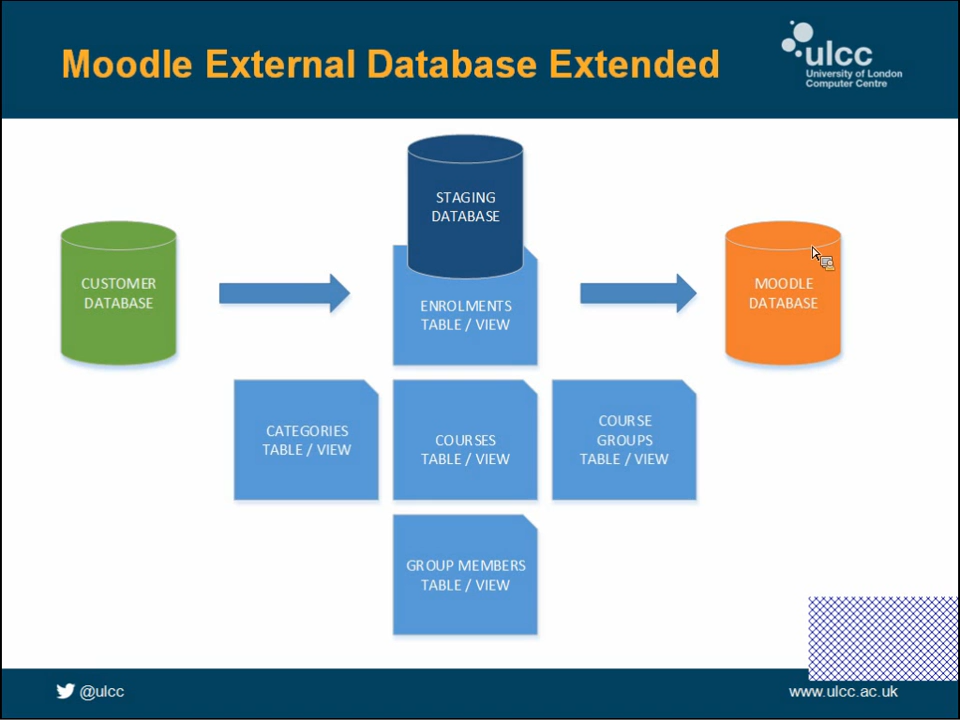 Moodle External Database Extended
ulcc
University of London
Computer Centre
STAGING
DATABASE
CUSTOMER
DATABASE
ENROLMENTS
TABLE / VIEW
MOODLE
DATABASE
CATEGORIES
TABLE / VIEW
COURSES
TABLE / VIEW
COURSE
GROUPS
TABLE / VIEW
GROUP MEMBERS
TABLE / VIEW
@ulcc
www.ulcc.ac.uk